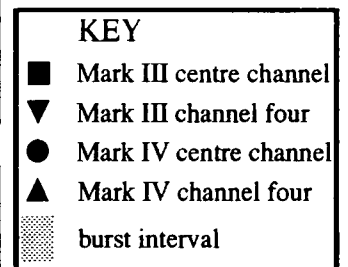 KEY
Mark III centre channel
Mark III channel four
Mark IV centre channel
Mark IV channel four
burst interval